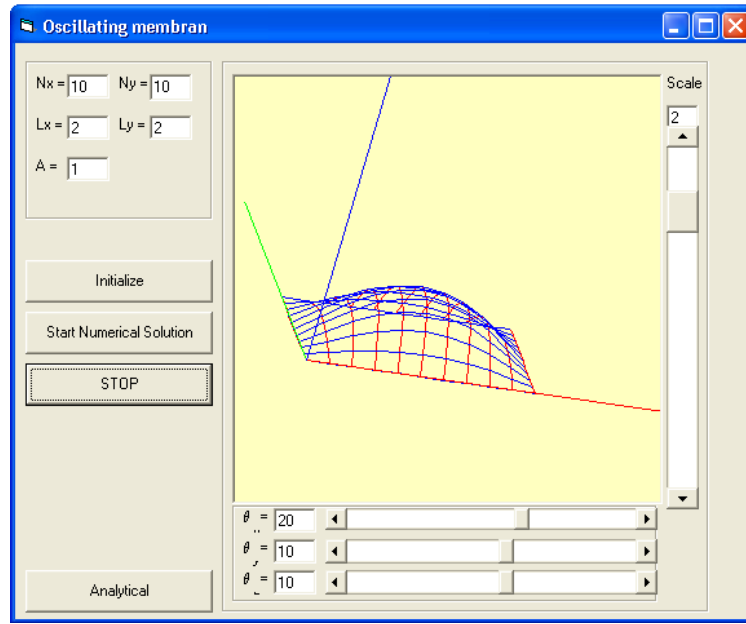 Oscillating membran
Nx = 10 Ny = 10
Lx = 2 Ly = 2
A = 1
Initialize
Start Numerical Solution
STOP
Analytical
Scale
2
θ = 20
θ = 10
θ = 10